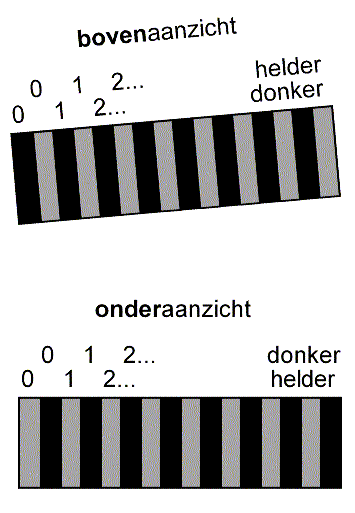 bovenaanzicht
0 1 2... helder
0 1 2... donker
onderaanzicht
0 1 2... donker
0 1 2... helder